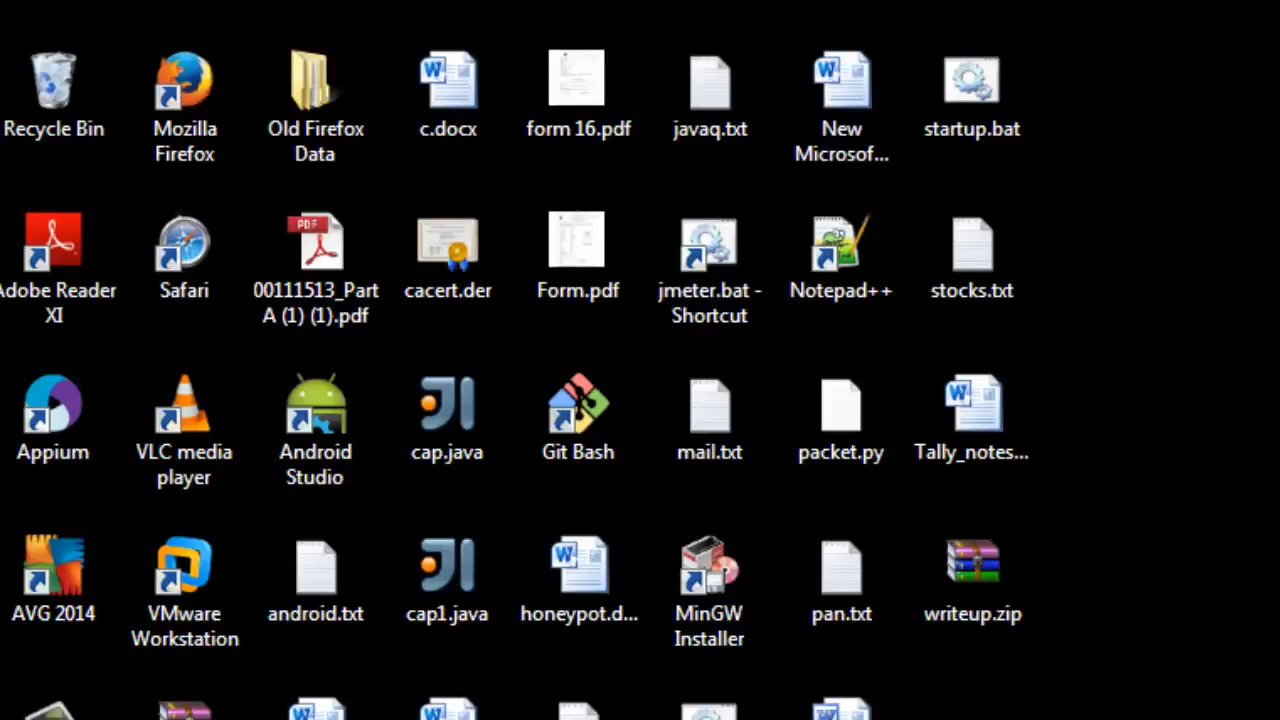 Recycle Bin
Mozilla
Firefox
Old Firefox
Data
c.docx
form 16.pdf
javaq.txt
New
Microsof...
startup.bat
Adobe Reader
XI
Safari
PDF
00111513_Part
A (1) (1).pdf
cacert.der
Form.pdf
jmeter.bat -
Shortcut
Notepad++
stocks.txt
Appium
VLC media
player
Android
Studio
cap.java
Git Bash
mail.txt
packet.py
Tally_notes...
AVG 2014
VMware
Workstation
android.txt
cap1.java
honeypot.d...
MinGW
Installer
pan.txt
writeup.zip